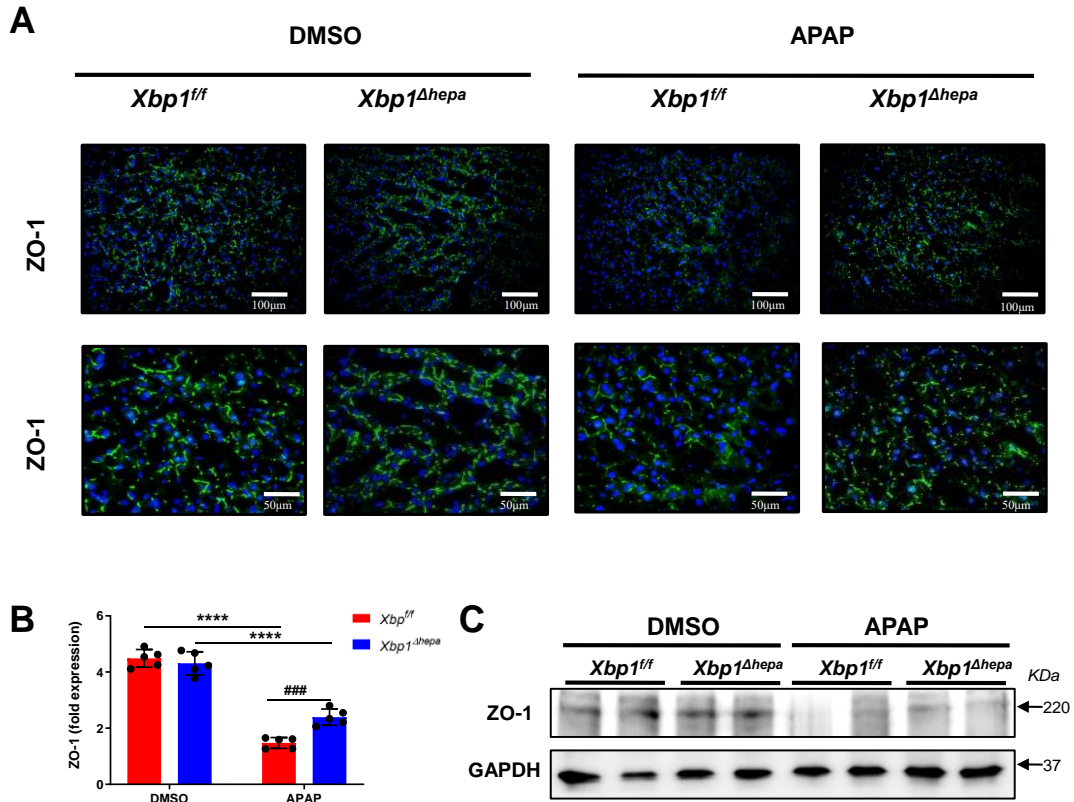 A
DMSO APAP
Xbp1f/f Xbp1Δhepa Xbp1f/f Xbp1Δhepa
ZO-1
100μm 100μm 100μm 100μm
ZO-1
50μm 50μm 50μm 50μm
B
ZO-1 (fold expression)
6
4
2
0
****
****
###
Xbpf/f
Xbp1Δhepa
DMSO APAP
C
DMSO APAP
Xbp1f/f Xbp1Δhepa Xbp1f/f Xbp1Δhepa KDa
ZO-1 220
GAPDH 37